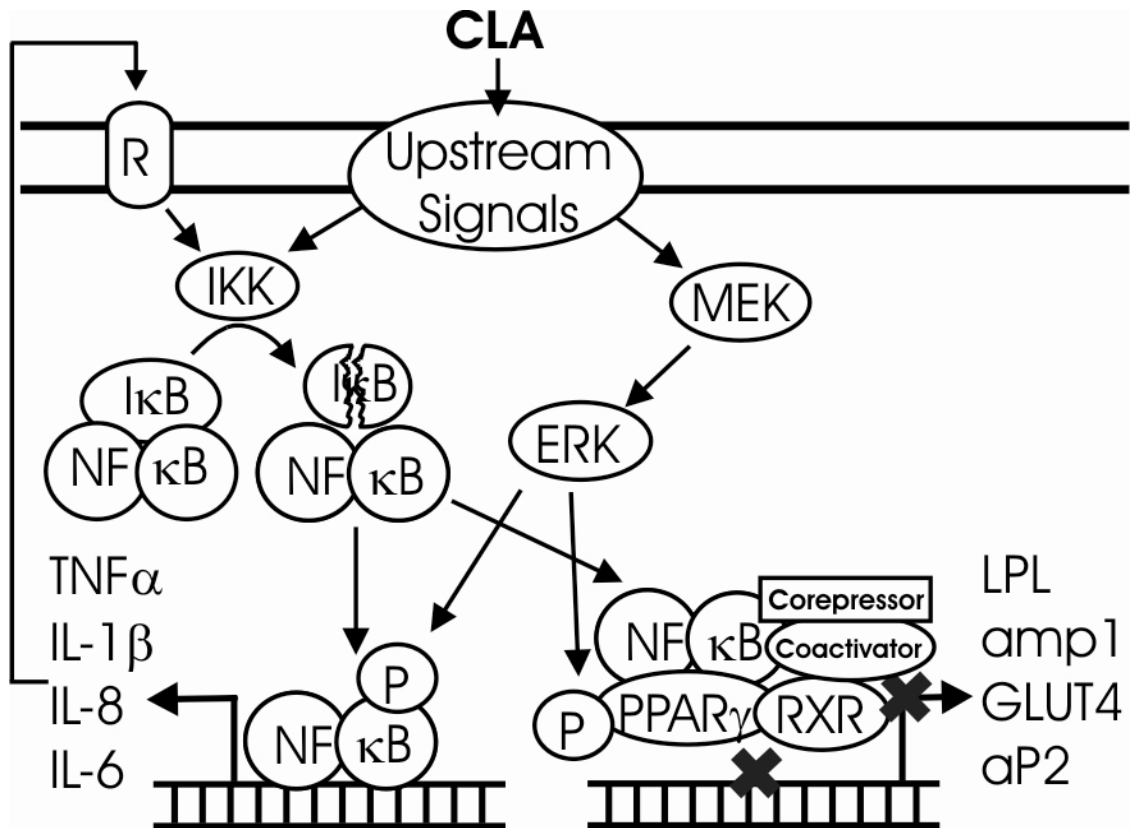 CLA
R
Upstream
Signals
IKK
MEK
IκB
IκB
NF κB
NF κB
ERK
TNFα
IL-1β
IL-8
IL-6
P
NF κB
NF κB
Corepressor
Coactivator
P
PPARγ
RXR
LPL
amp1
GLUT4
aP2